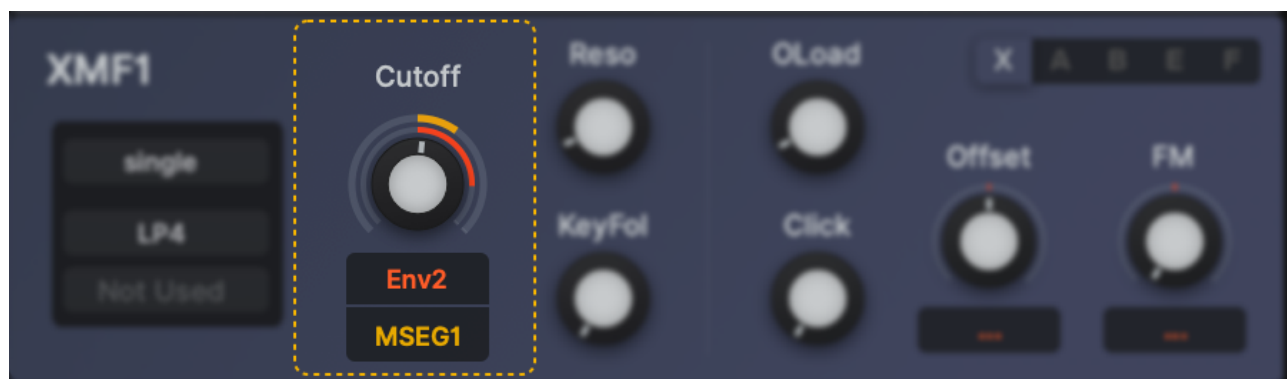 XMF1
single
LP4
Not Used
Cutoff
Env2
MSEG1
Reso
KeyFol
OLoad
Click
X A B E F
Offset
FM